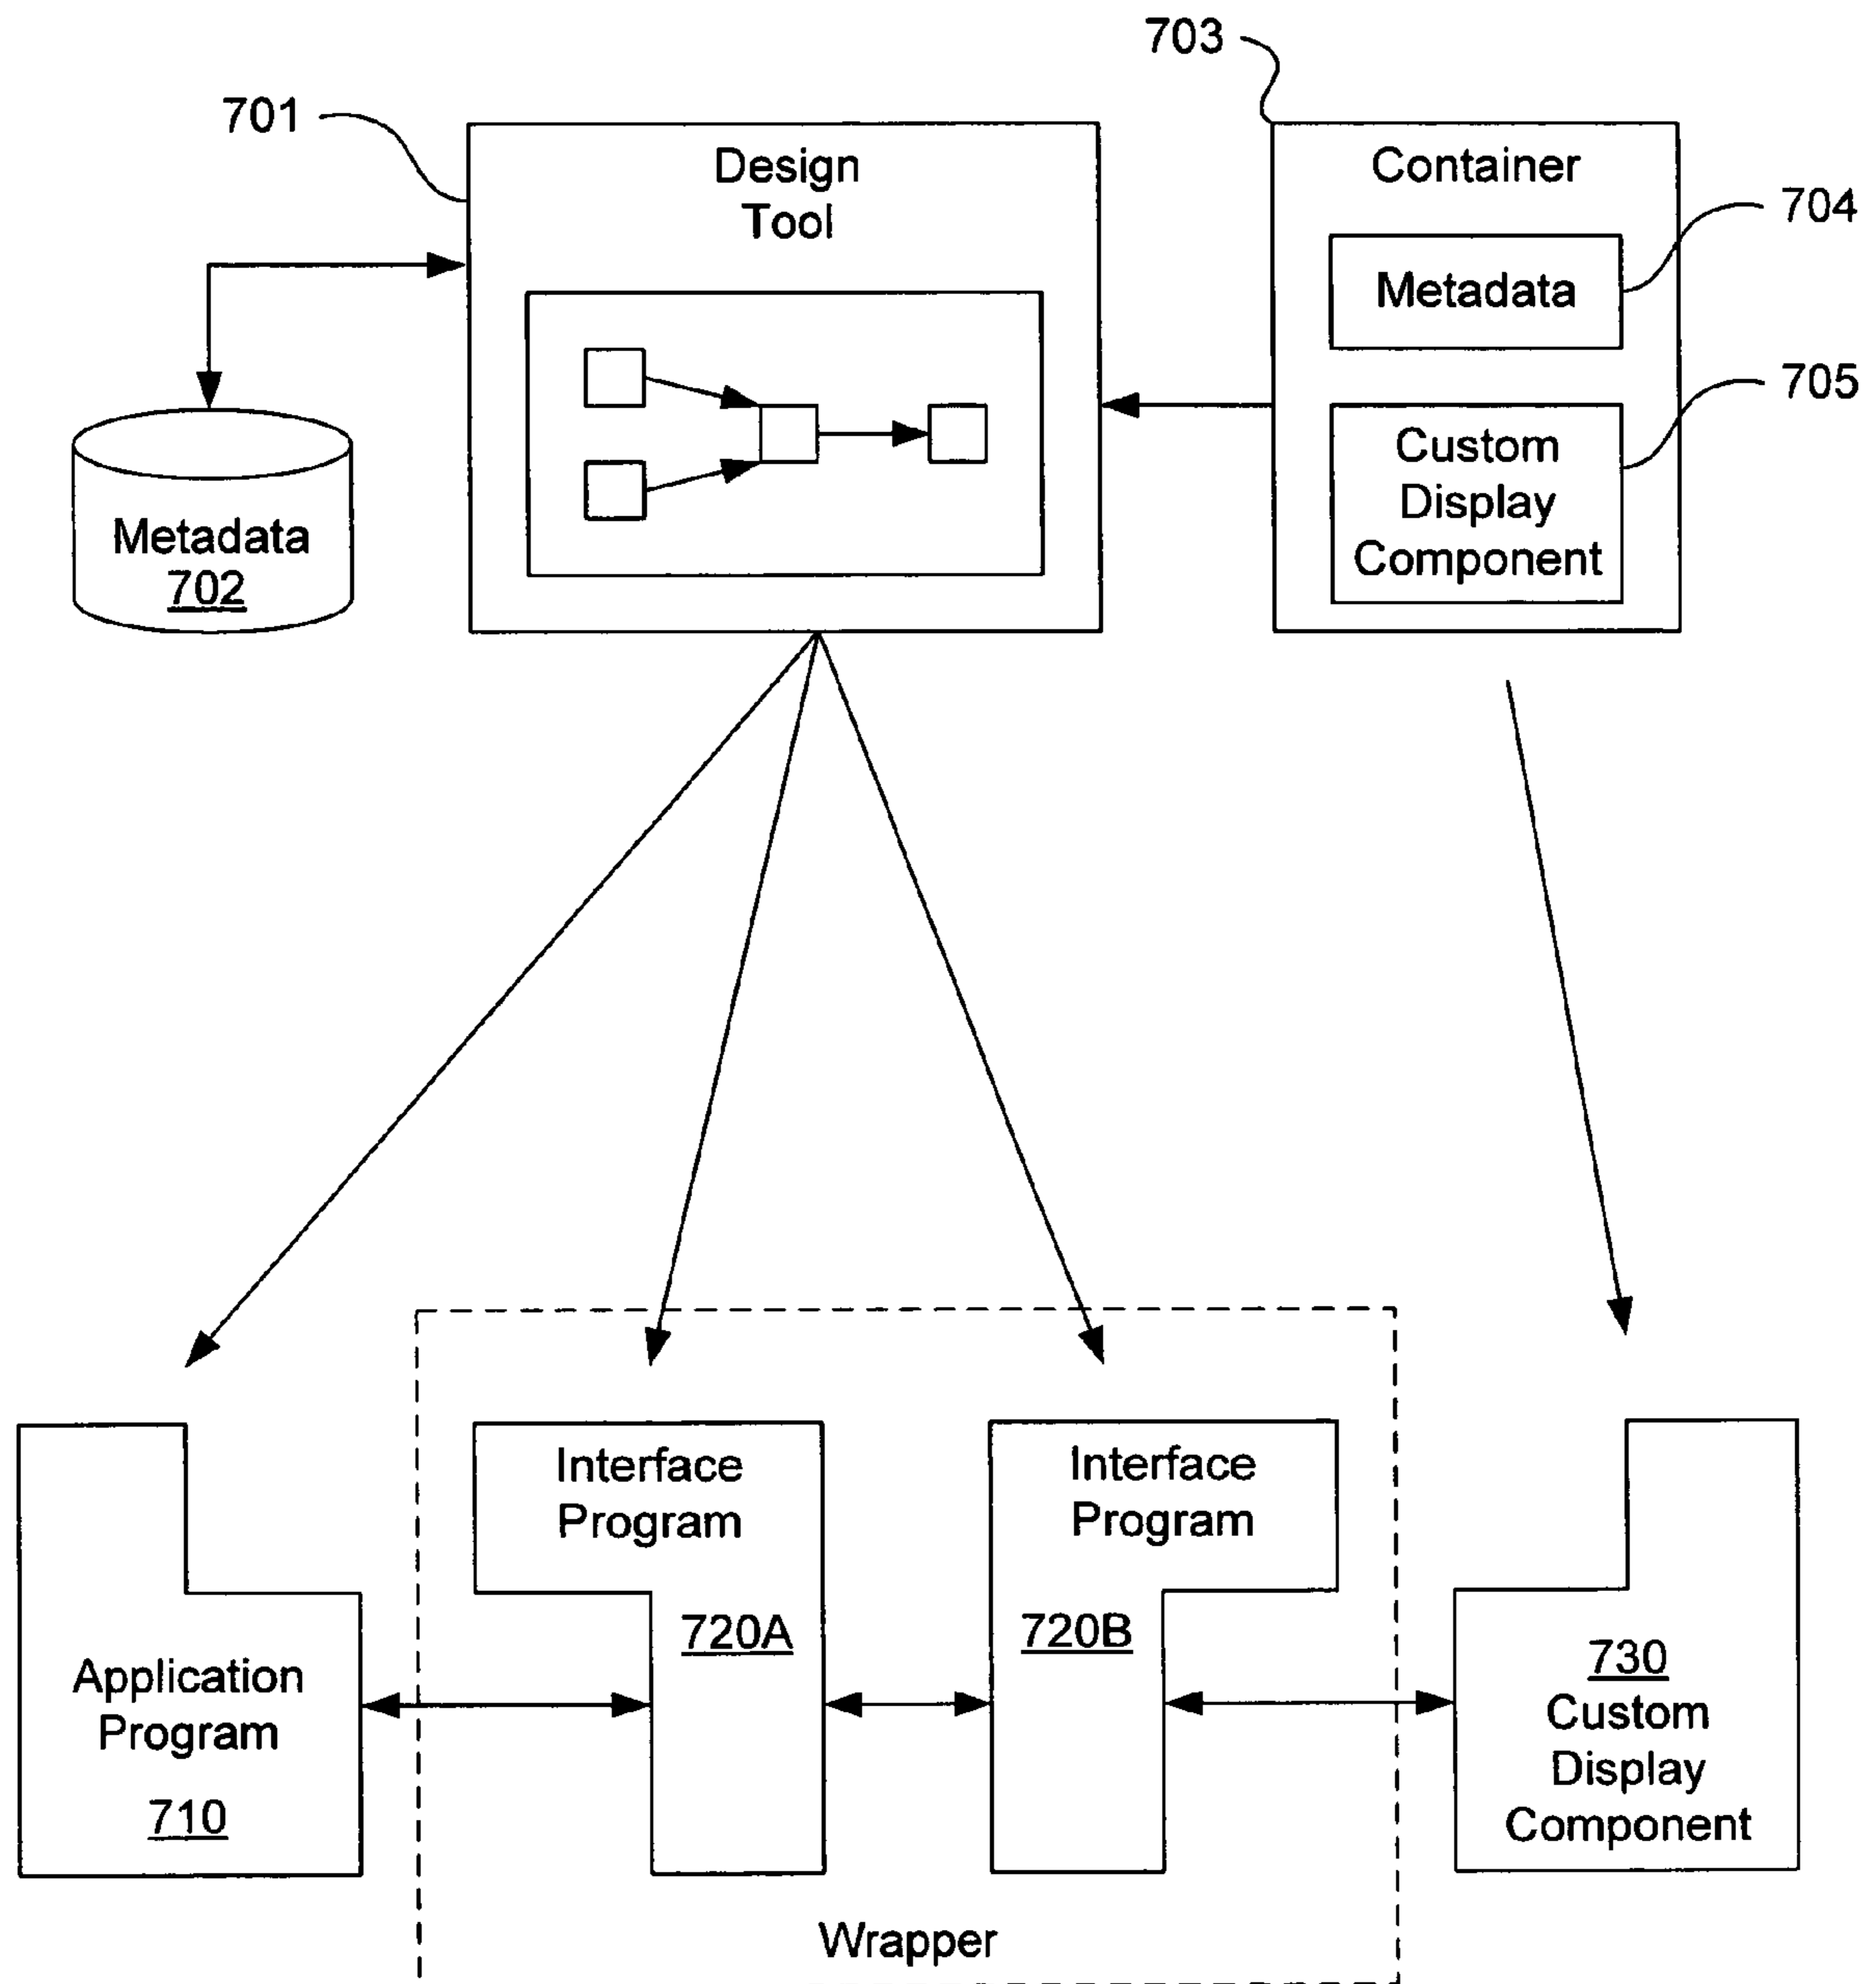 703
701
Design
Tool
Container
704
Metadata
705
Custom
Display
Component
Metadata
702
Interface
Program
720A
Interface
Program
720B
Application
Program
710
730
Custom
Display
Component
Wrapper